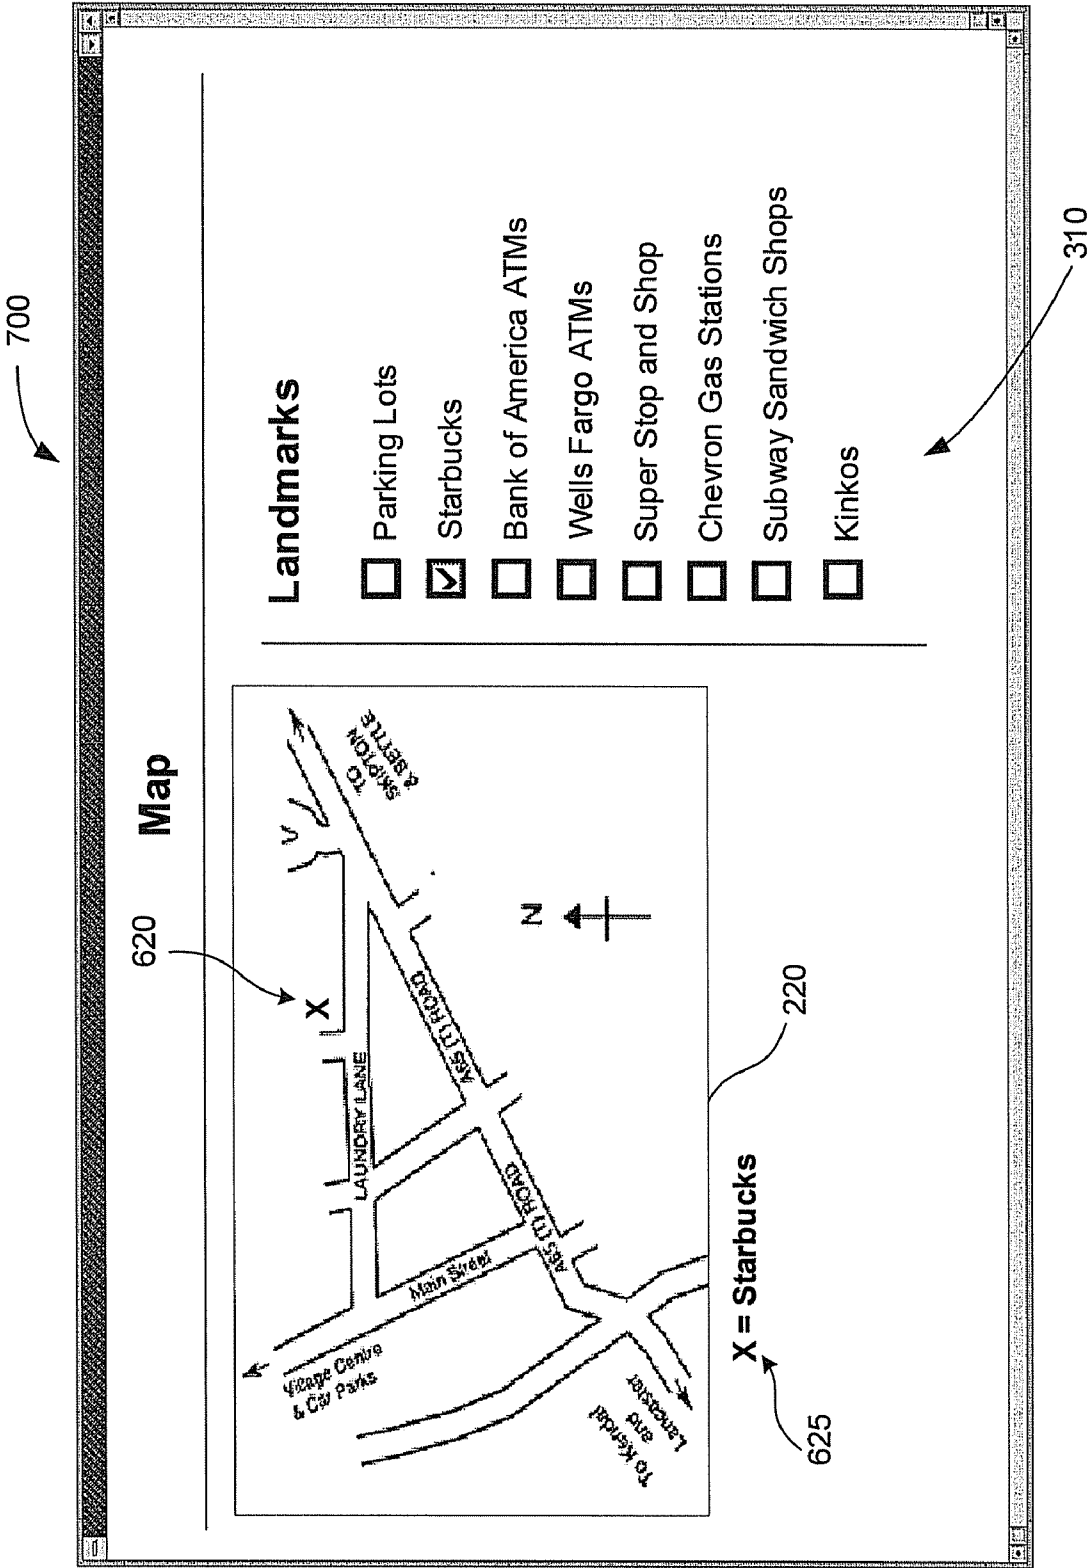 700
Map
620
X
LAUNDRY LANE
A65 (T) ROAD
A65 (T) ROAD
Main Street
Village Centre
& Car Parks
TO
SKIPTON
& SETTLE
To Kendal
and
Lancaster
N
220
X = Starbucks
625
Landmarks
Parking Lots
Starbucks
Bank of America ATMs
Wells Fargo ATMs
Super Stop and Shop
Chevron Gas Stations
Subway Sandwich Shops
Kinkos
310